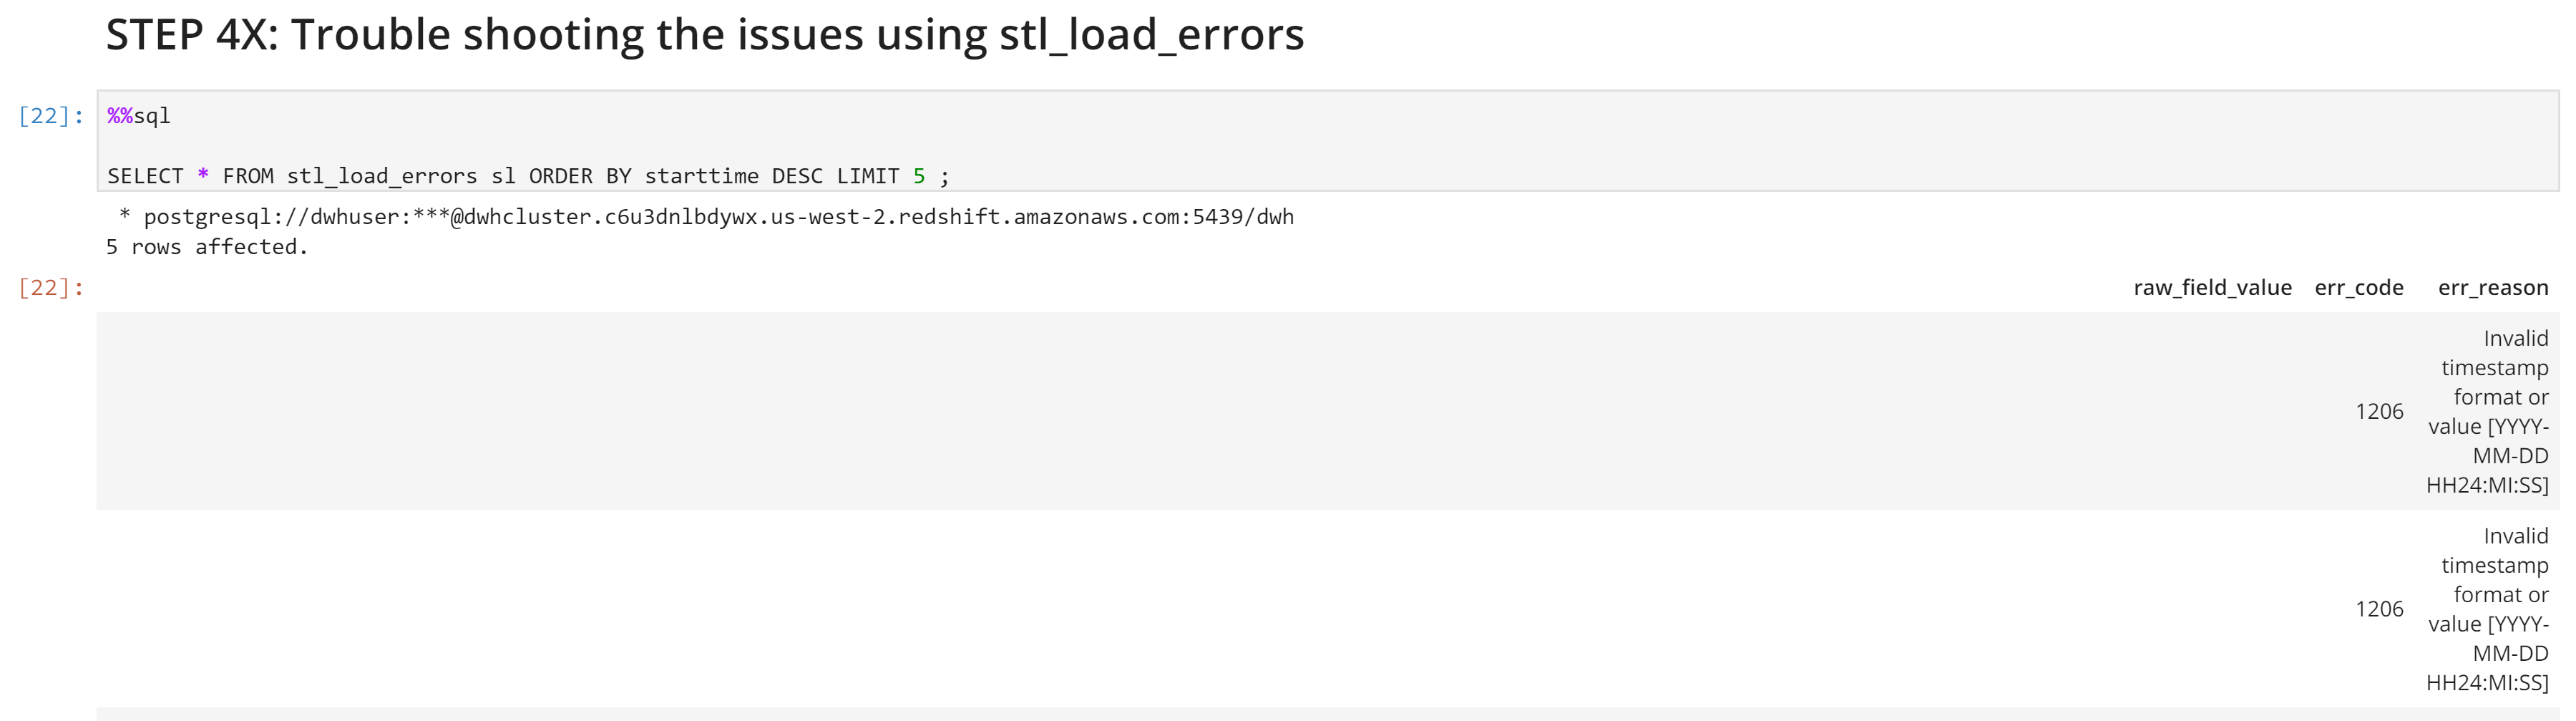 STEP 4X: Trouble shooting the issues using stl_load_errors
[22]: %%sql
SELECT * FROM stl_load_errors sl ORDER BY starttime DESC LIMIT 5 ;
* postgresql://dwhuser:***@dwhcluster.c6u3dnlbdywx.us-west-2.redshift.amazonaws.com:5439/dwh
5 rows affected.
[22]: raw_field_value err_code err_reason
Invalid
timestamp
format or
1206
value [YYYY-
MM-DD
HH24:MI:SS]
Invalid
timestamp
format or
1206
value [YYYY-
MM-DD
HH24:MI:SS]